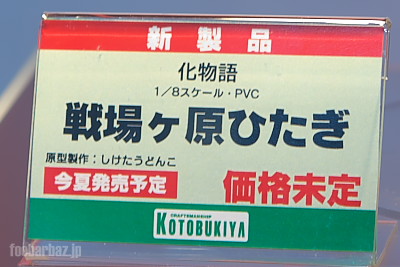 新製品
化物語
1/8スケール・PVC
戦場ヶ原ひたぎ
原型製作：しけたうどんこ
今夏発売予定
価格未定
CRAFTSMANSHIP
KOTOBUKIYA
foobarbaz.jp